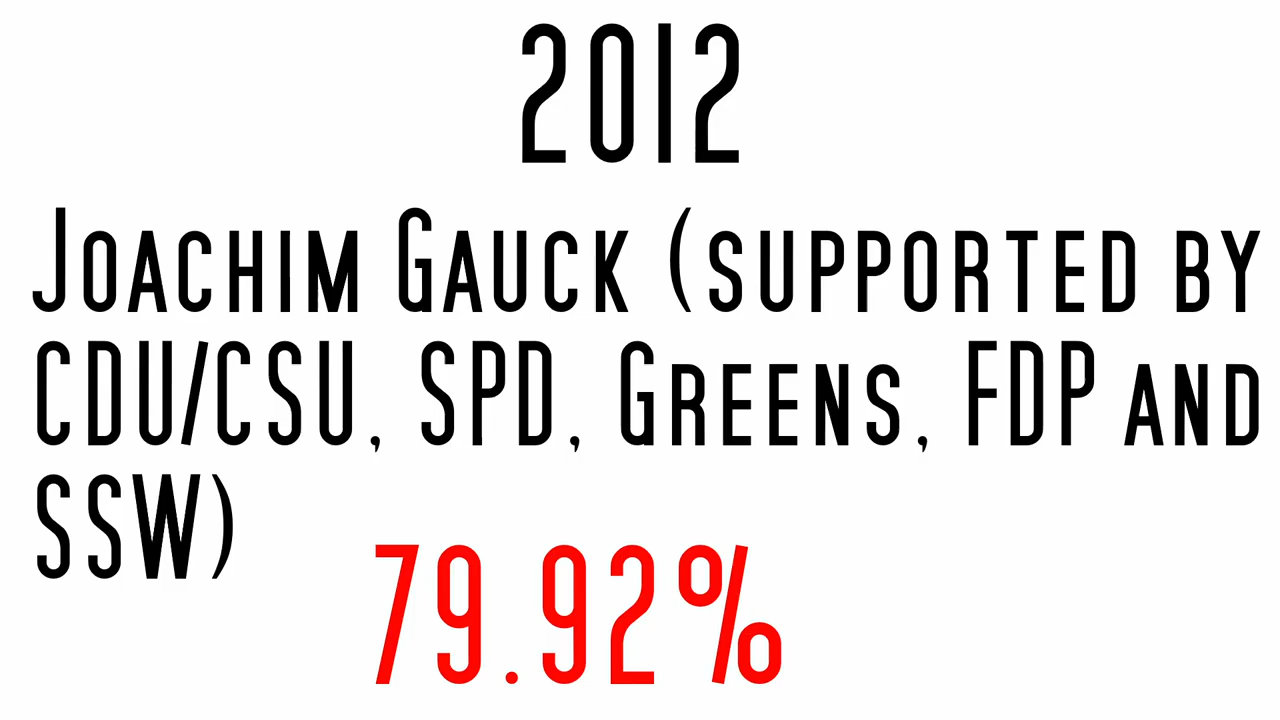 2012
Joachim Gauck (supported by
CDU/CSU, SPD, Greens, FDP and
SSW)
79.92%